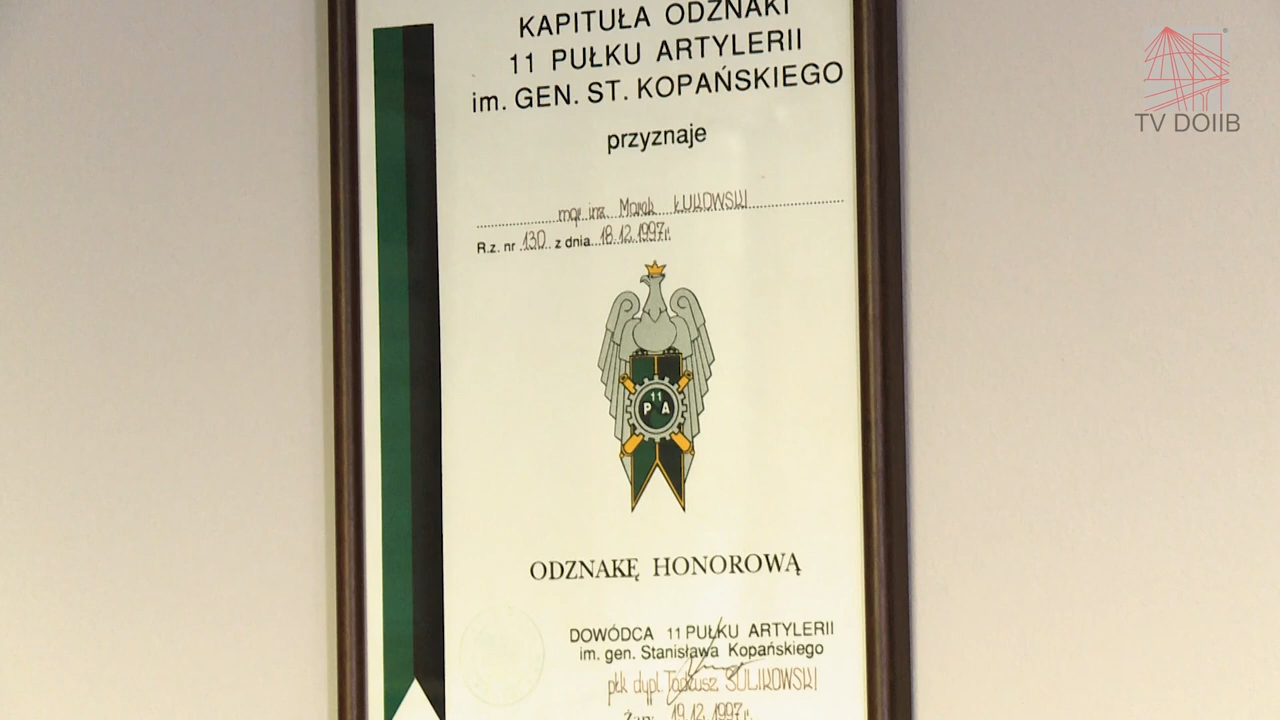 KAPITUŁA ODZNAKI
11 PUŁKU ARTYLERII
im. GEN. ST. KOPAŃSKIEGO
przyznaje
mgr inż. Marek ŁUKOWSKI
R.z. nr 130 z dnia 18.12.1997r.
11
P A
ODZNAKĘ HONOROWĄ
DOWÓDCA 11 PUŁKU ARTYLERII
im. gen. Stanisława Kopańskiego
płk dypl. Tadeusz SULIKOWSKI
Żary 19.12.1997r.
TV DOIIB